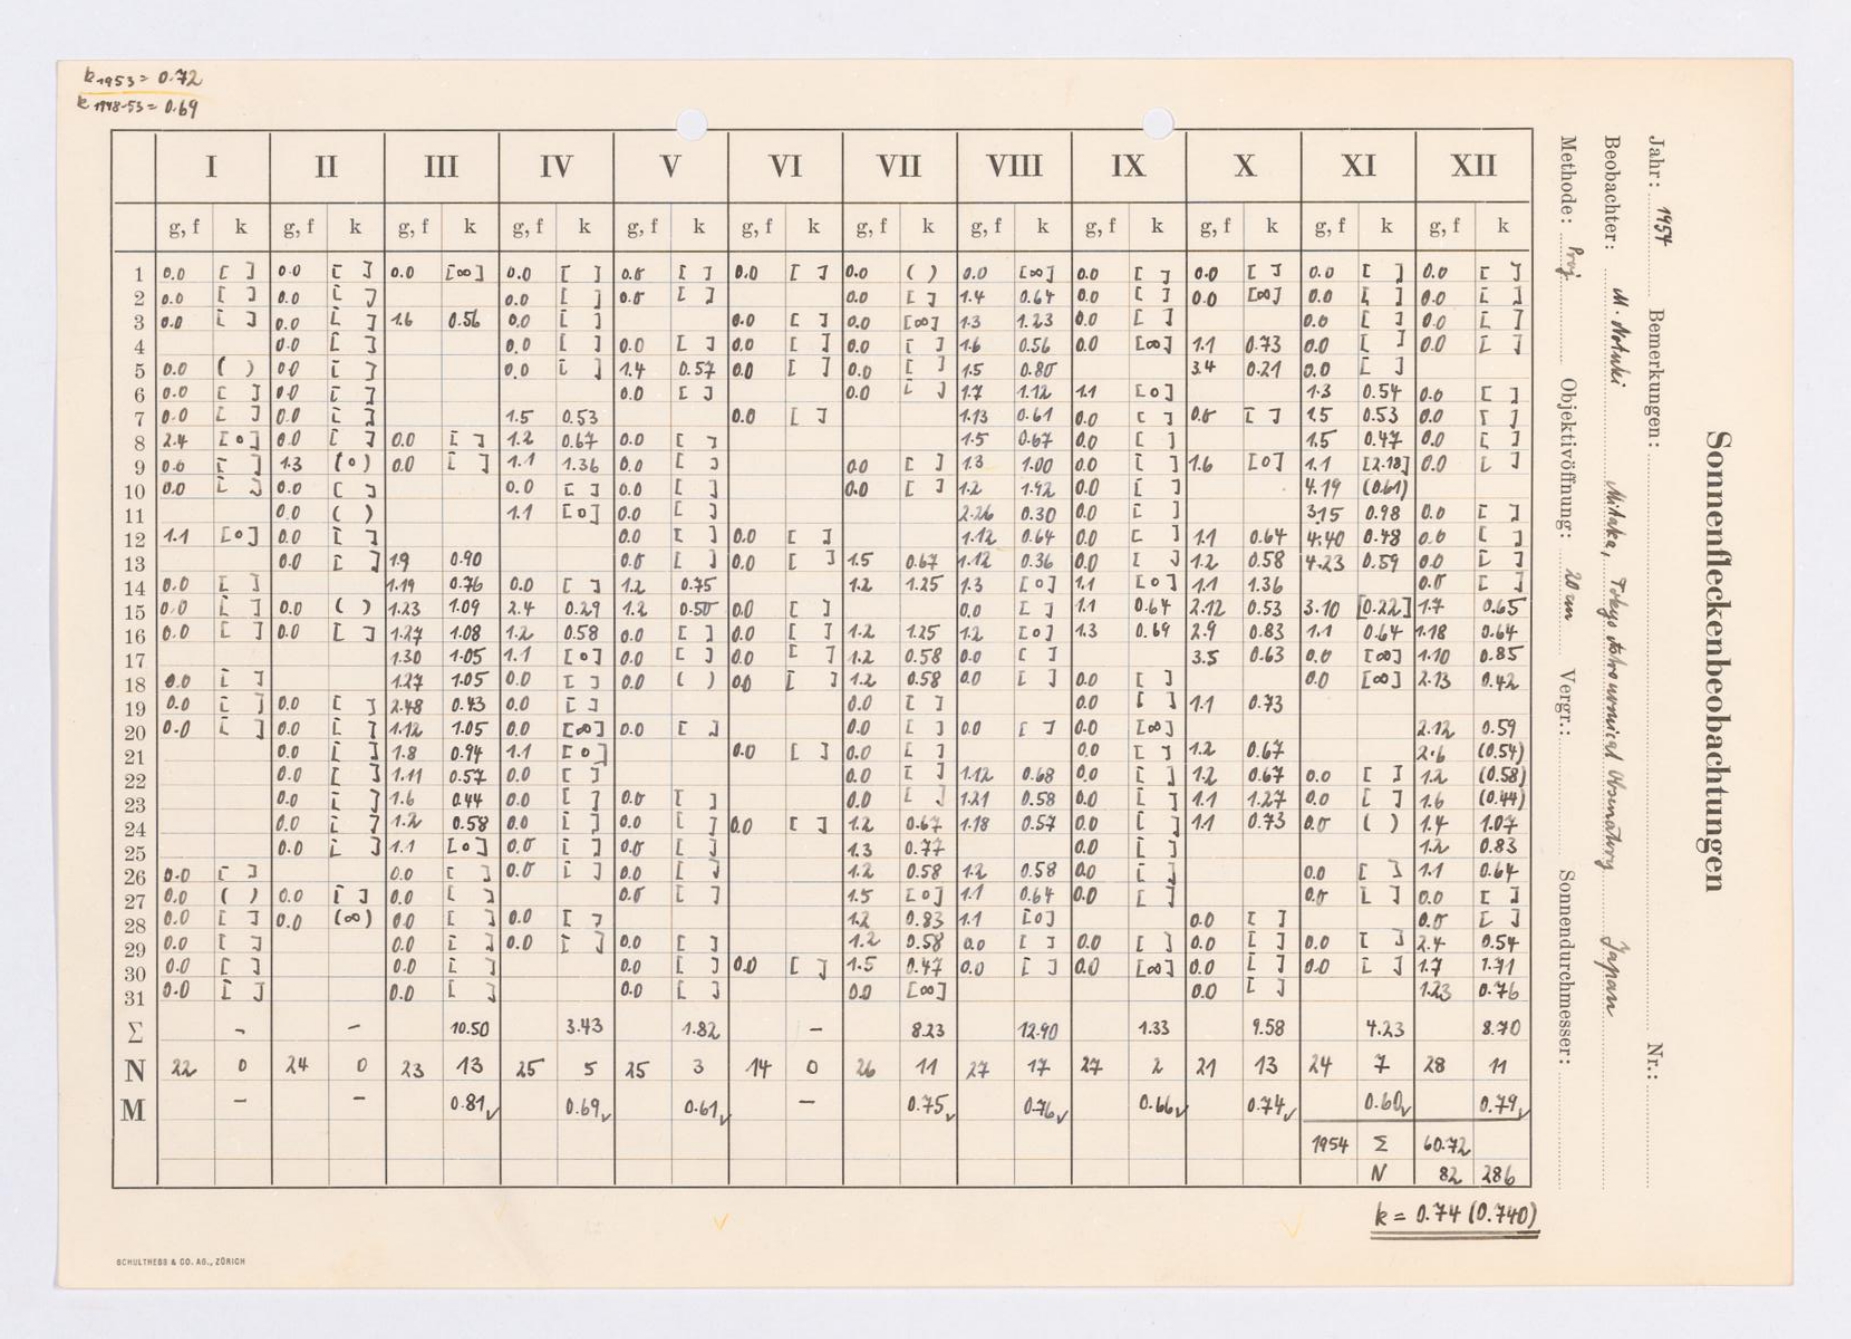 k 1953 = 0.72
k 1948-53 = 0.69
Sonnenfleckenbeobachtungen
Jahr: 1954 Bemerkungen: Nr.:
Beobachter: M. Notuki Mitaka, Tokyo Astronomical Observatory Japan
Methode: Proj. Objektivöffnung: 20 cm Vergr.: Sonnendurchmesser:
I II III IV V VI VII VIII IX X XI XII
g, f k g, f k g, f k g, f k g, f k g, f k g, f k g, f k g, f k g, f k g, f k g, f k
1 0.0 [ ] 0.0 [ ] 0.0 [∞] 0.0 [ ] 0.0 [ ] 0.0 [ ] 0.0 ( ) 0.0 [∞] 0.0 [ ] 0.0 [ ] 0.0 [ ] 0.0 [ ]
2 0.0 [ ] 0.0 [ ] 0.0 [ ] 0.0 [ ] 0.0 [ ] 1.4 0.64 0.0 [ ] 0.0 [∞] 0.0 [ ] 0.0 [ ]
3 0.0 [ ] 0.0 [ ] 1.6 0.56 0.0 [ ] 0.0 [ ] 0.0 [∞] 1.3 1.23 0.0 [ ] 0.0 [ ] 0.0 [ ]
4 0.0 [ ] 0.0 [ ] 0.0 [ ] 0.0 [ ] 0.0 [ ] 1.6 0.56 0.0 [∞] 1.1 0.73 0.0 [ ] 0.0 [ ]
5 0.0 ( ) 0.0 [ ] 0.0 [ ] 1.4 0.57 0.0 [ ] 0.0 [ ] 1.5 0.80 3.4 0.21 0.0 [ ]
6 0.0 [ ] 0.0 [ ] 0.0 [ ] 0.0 [ ] 1.7 1.12 1.1 [0] 1.3 0.54 0.0 [ ]
7 0.0 [ ] 0.0 [ ] 1.5 0.53 0.0 [ ] 1.13 0.61 0.0 [ ] 0.0 [ ] 1.5 0.53 0.0 [ ]
8 2.4 [0] 0.0 [ ] 0.0 [ ] 1.2 0.67 0.0 [ ] 1.5 0.67 0.0 [ ] 1.5 0.47 0.0 [ ]
9 0.0 [ ] 1.3 (0) 0.0 [ ] 1.1 1.36 0.0 [ ] 0.0 [ ] 1.3 1.00 0.0 [ ] 1.6 [0] 1.1 [2.18] 0.0 [ ]
10 0.0 [ ] 0.0 [ ] 0.0 [ ] 0.0 [ ] 0.0 [ ] 1.2 1.92 0.0 [ ] 4.19 (0.61)
11 0.0 ( ) 1.1 [0] 0.0 [ ] 2.26 0.30 0.0 [ ] 3.15 0.98 0.0 [ ]
12 1.1 [0] 0.0 [ ] 0.0 [ ] 0.0 [ ] 1.12 0.64 0.0 [ ] 1.1 0.64 4.40 0.48 0.0 [ ]
13 0.0 [ ] 1.9 0.90 0.0 [ ] 0.0 [ ] 1.5 0.67 1.12 0.36 0.0 [ ] 1.2 0.58 4.23 0.59 0.0 [ ]
14 0.0 [ ] 1.19 0.76 0.0 [ ] 1.2 0.75 1.2 1.25 1.3 [0] 1.1 [0] 1.1 1.36 0.0 [ ]
15 0.0 [ ] 0.0 ( ) 1.23 1.09 2.4 0.29 1.2 0.50 0.0 [ ] 0.0 [ ] 1.1 0.64 2.12 0.53 3.10 [0.22] 1.7 0.65
16 0.0 [ ] 0.0 [ ] 1.27 1.08 1.2 0.58 0.0 [ ] 0.0 [ ] 1.2 1.25 1.2 [0] 1.3 0.69 2.9 0.83 1.1 0.64 1.18 0.64
17 1.30 1.05 1.1 [0] 0.0 [ ] 0.0 [ ] 1.2 0.58 0.0 [ ] 3.5 0.63 0.0 [∞] 1.10 0.85
18 0.0 [ ] 1.27 1.05 0.0 [ ] 0.0 ( ) 0.0 [ ] 1.2 0.58 0.0 [ ] 0.0 [ ] 0.0 [∞] 2.13 0.42
19 0.0 [ ] 0.0 [ ] 2.48 0.43 0.0 [ ] 0.0 [ ] 0.0 [ ] 1.1 0.73
20 0.0 [ ] 0.0 [ ] 1.12 1.05 0.0 [∞] 0.0 [ ] 0.0 [ ] 0.0 [ ] 0.0 [∞] 2.12 0.59
21 0.0 [ ] 1.8 0.94 1.1 [0] 0.0 [ ] 0.0 [ ] 0.0 [ ] 1.2 0.67 2.6 (0.54)
22 0.0 [ ] 1.11 0.57 0.0 [ ] 0.0 [ ] 1.12 0.68 0.0 [ ] 1.2 0.67 0.0 [ ] 1.2 (0.58)
23 0.0 [ ] 1.6 0.44 0.0 [ ] 0.0 [ ] 0.0 [ ] 1.21 0.58 0.0 [ ] 1.1 1.27 0.0 [ ] 1.6 (0.44)
24 0.0 [ ] 1.2 0.58 0.0 [ ] 0.0 [ ] 0.0 [ ] 1.2 0.67 1.18 0.57 0.0 [ ] 1.1 0.73 0.0 ( ) 1.4 1.07
25 0.0 [ ] 1.1 [0] 0.0 [ ] 0.0 [ ] 1.3 0.77 0.0 [ ] 1.2 0.83
26 0.0 [ ] 0.0 [ ] 0.0 [ ] 0.0 [ ] 1.2 0.58 1.2 0.58 0.0 [ ] 0.0 [ ] 1.1 0.64
27 0.0 ( ) 0.0 [ ] 0.0 [ ] 0.0 [ ] 1.5 [0] 1.1 0.64 0.0 [ ] 0.0 [ ] 0.0 [ ]
28 0.0 [ ] 0.0 (∞) 0.0 [ ] 0.0 [ ] 1.2 0.83 1.1 [0] 0.0 [ ] 0.0 [ ]
29 0.0 [ ] 0.0 [ ] 0.0 [ ] 0.0 [ ] 1.2 0.58 0.0 [ ] 0.0 [ ] 0.0 [ ] 0.0 [ ] 2.4 0.54
30 0.0 [ ] 0.0 [ ] 0.0 [ ] 0.0 [ ] 1.5 0.47 0.0 [ ] 0.0 [∞] 0.0 [ ] 0.0 [ ] 1.7 1.71
31 0.0 [ ] 0.0 [ ] 0.0 [ ] 0.0 [∞] 0.0 [ ] 1.23 0.76
Σ – – 10.50 3.43 1.82 – 8.23 12.90 1.33 9.58 4.23 8.70
N 22 0 24 0 23 13 25 5 25 3 14 0 26 11 27 17 27 2 21 13 24 7 28 11
M – – 0.81✓ 0.69✓ 0.61✓ – 0.75✓ 0.76✓ 0.66✓ 0.74✓ 0.60✓ 0.79✓
1954 Σ 60.72
N 82 286
k = 0.74 (0.740)
SCHULTHESS & CO. AG., ZÜRICH